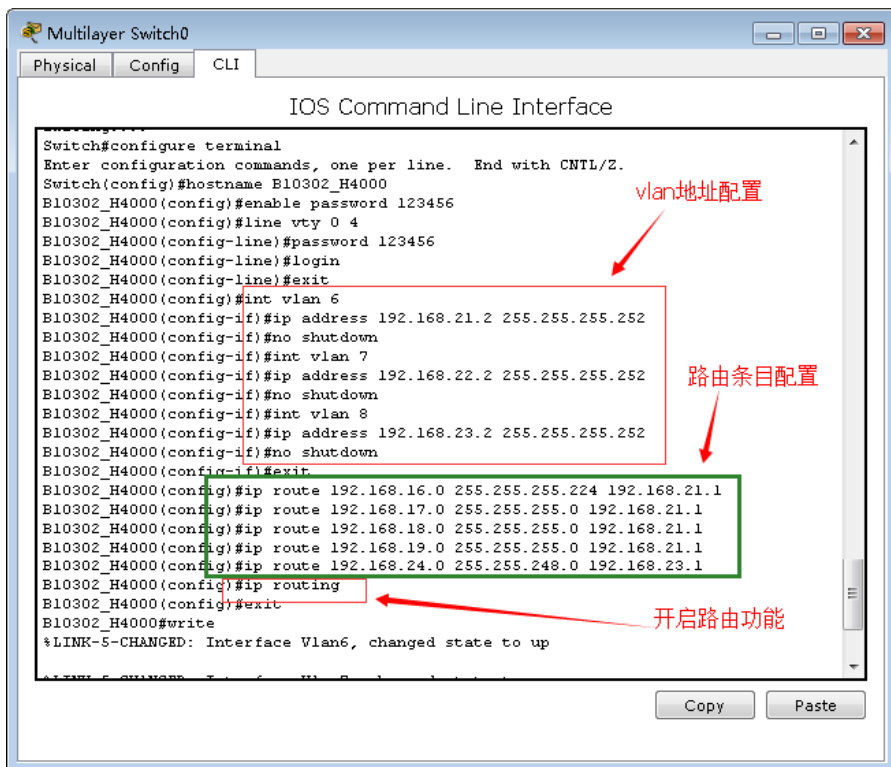 Multilayer Switch0
Physical Config CLI
IOS Command Line Interface
Switch#configure terminal
Enter configuration commands, one per line.  End with CNTL/Z.
Switch(config)#hostname B10302_H4000
B10302_H4000(config)#enable password 123456
vlan地址配置
B10302_H4000(config)#line vty 0 4
B10302_H4000(config-line)#password 123456
B10302_H4000(config-line)#login
B10302_H4000(config-line)#exit
B10302_H4000(config)#int vlan 6
B10302_H4000(config-if)#ip address 192.168.21.2 255.255.255.252
B10302_H4000(config-if)#no shutdown
B10302_H4000(config-if)#int vlan 7
B10302_H4000(config-if)#ip address 192.168.22.2 255.255.255.252
路由条目配置
B10302_H4000(config-if)#no shutdown
B10302_H4000(config-if)#int vlan 8
B10302_H4000(config-if)#ip address 192.168.23.2 255.255.255.252
B10302_H4000(config-if)#no shutdown
B10302_H4000(config-if)#exit
B10302_H4000(config)#ip route 192.168.16.0 255.255.255.224 192.168.21.1
B10302_H4000(config)#ip route 192.168.17.0 255.255.255.0 192.168.21.1
B10302_H4000(config)#ip route 192.168.18.0 255.255.255.0 192.168.21.1
B10302_H4000(config)#ip route 192.168.19.0 255.255.255.0 192.168.21.1
B10302_H4000(config)#ip route 192.168.24.0 255.255.248.0 192.168.23.1
B10302_H4000(config)#ip routing
B10302_H4000(config)#exit
开启路由功能
B10302_H4000#write
%LINK-5-CHANGED: Interface Vlan6, changed state to up
Copy Paste